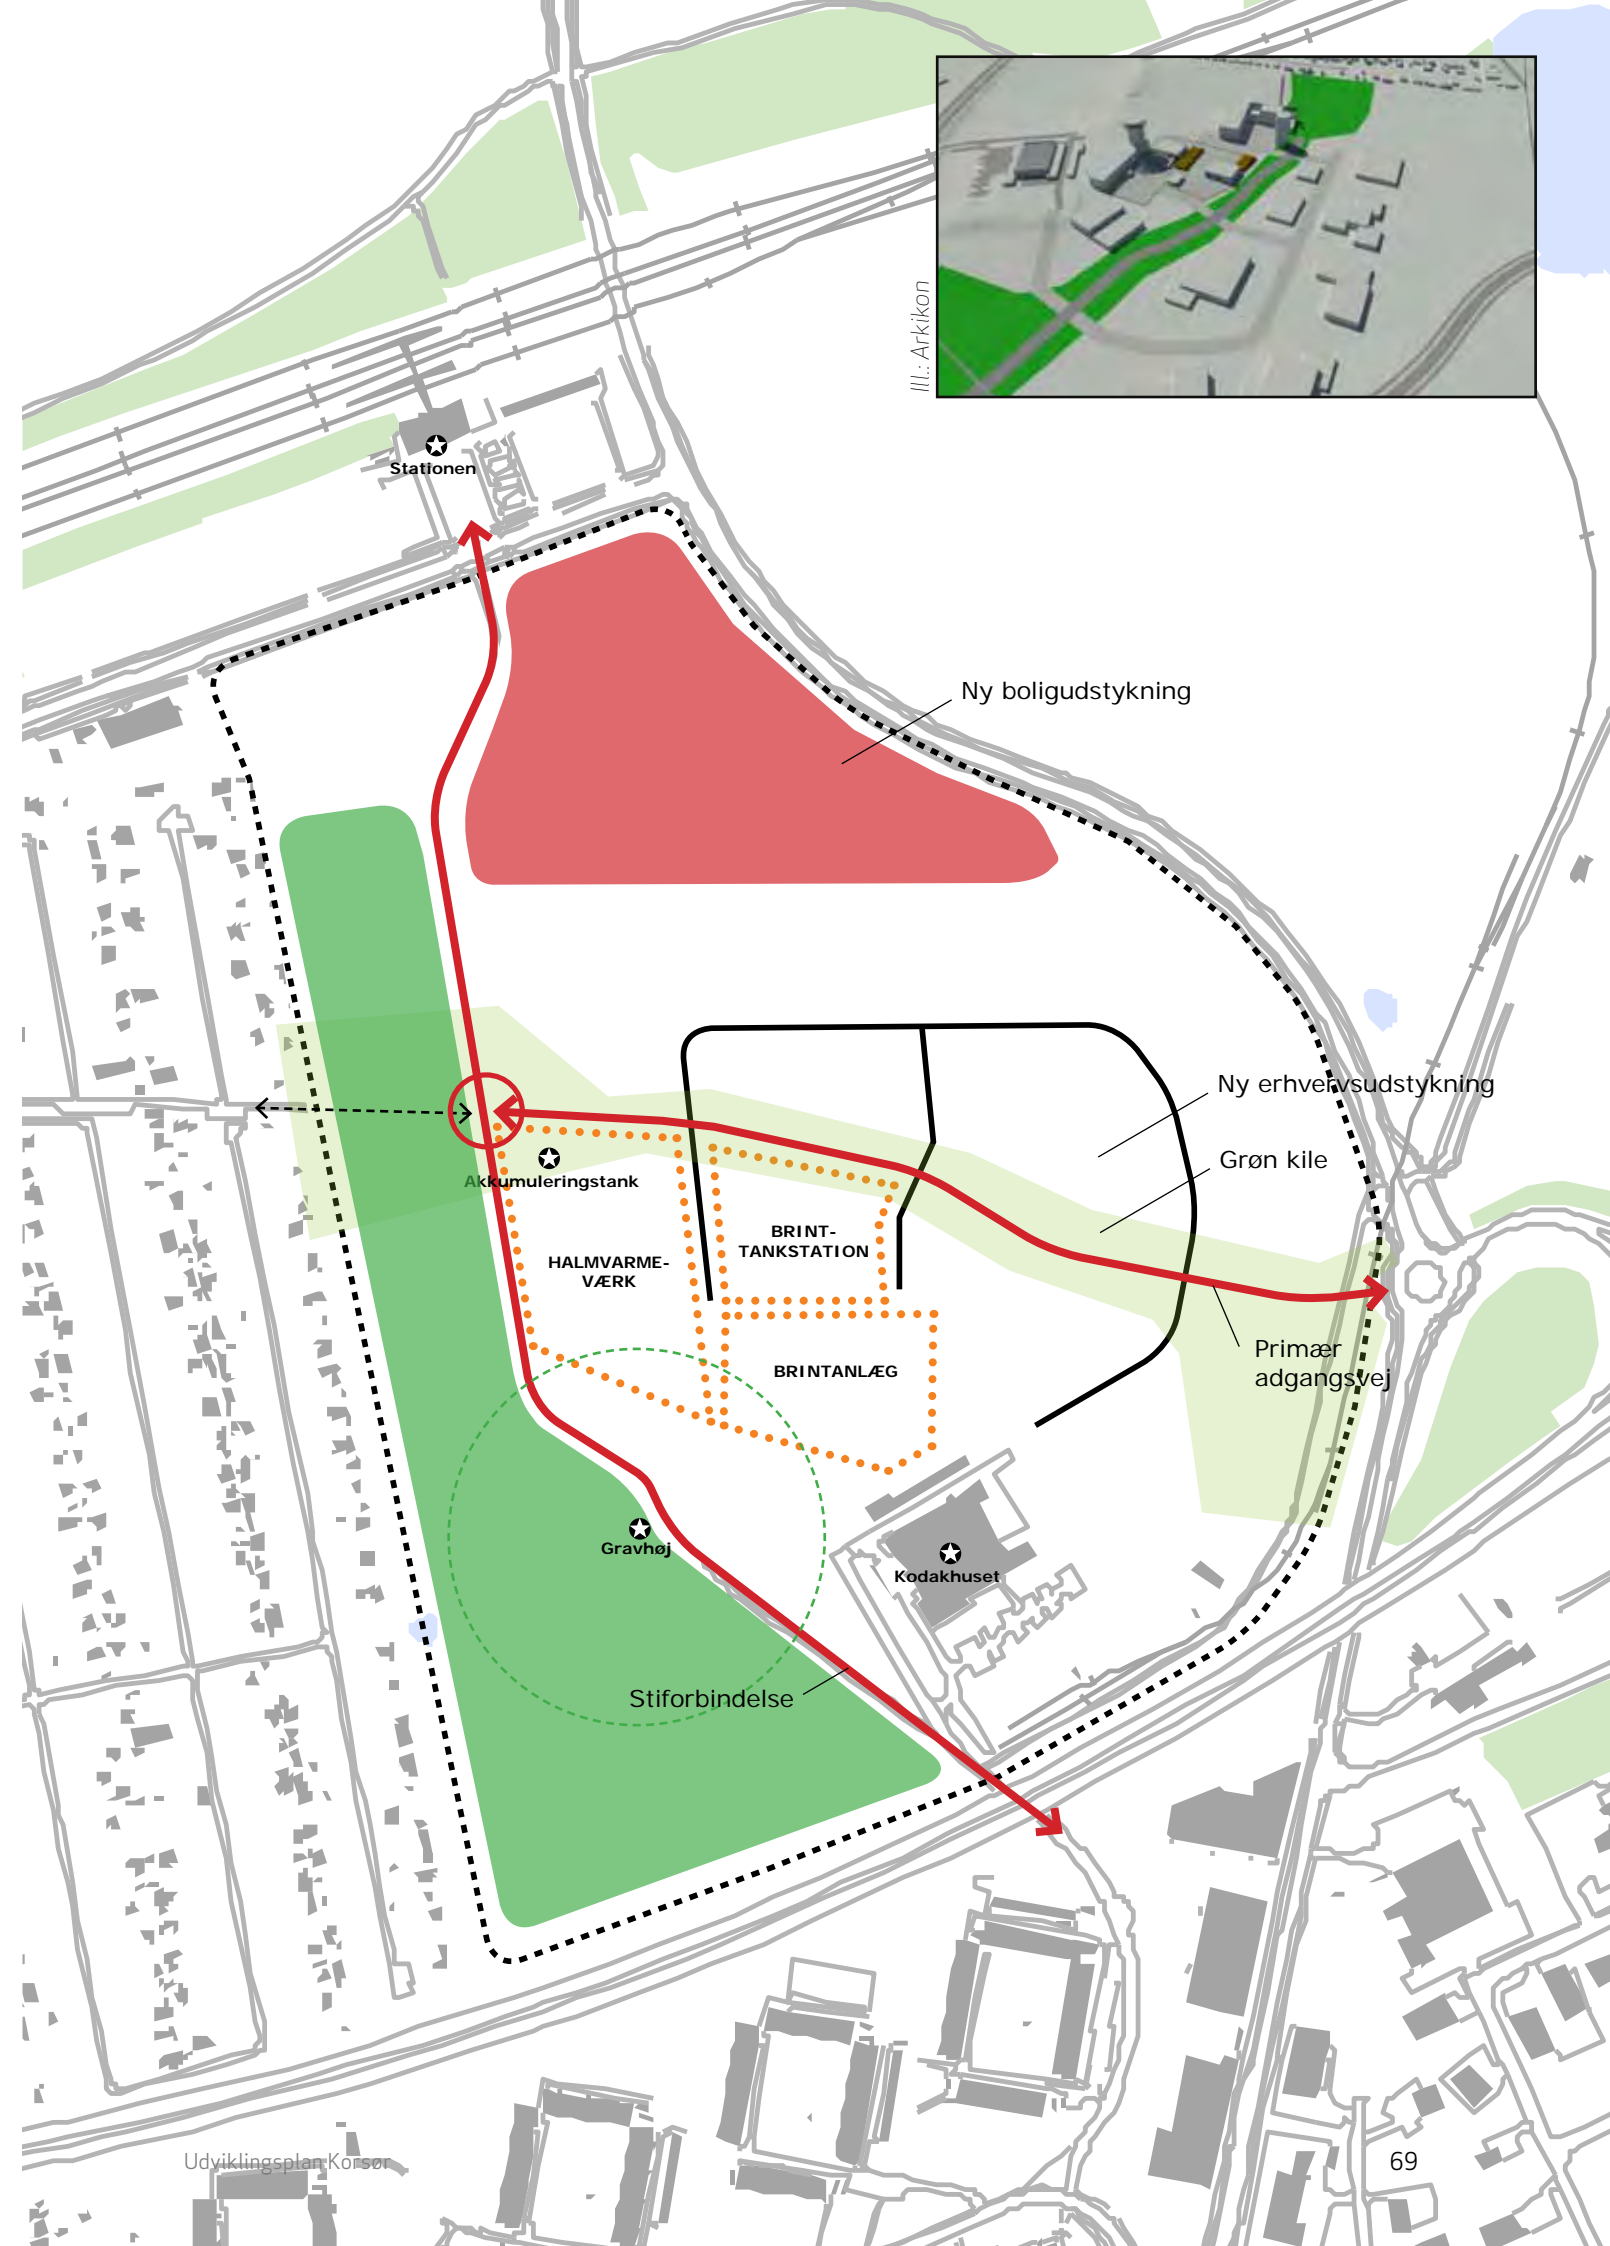 Ill.: Arkikon
Stationen
Ny boligudstykning
Ny erhvervsudstykning
Grøn kile
Akkumuleringstank
BRINT-
TANKSTATION
HALMVARME-
VÆRK
Primær
adgangsvej
BRINTANLÆG
Gravhøj
Kodakhuset
Stiforbindelse
Udviklingsplan Korsør
69